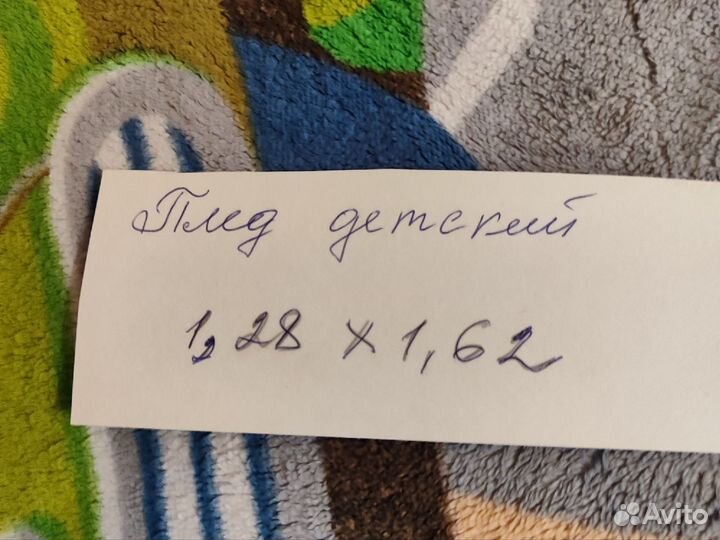 Плед детский
1,28 x 1,62
Avito